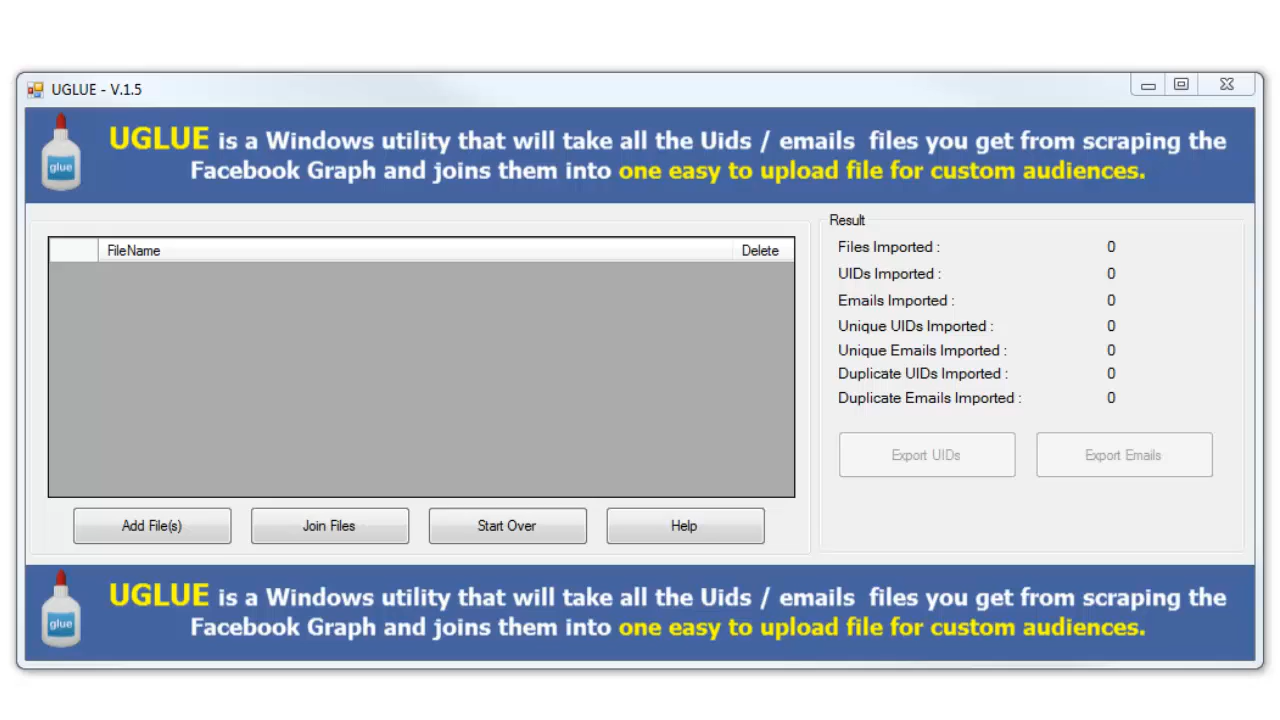 UGLUE - V.1.5
glue
UGLUE is a Windows utility that will take all the Uids / emails  files you get from scraping the
Facebook Graph and joins them into one easy to upload file for custom audiences.
FileName Delete
Result
Files Imported : 0
UIDs Imported : 0
Emails Imported : 0
Unique UIDs Imported : 0
Unique Emails Imported : 0
Duplicate UIDs Imported : 0
Duplicate Emails Imported : 0
Export UIDs Export Emails
Add File(s) Join Files Start Over Help
glue
UGLUE is a Windows utility that will take all the Uids / emails  files you get from scraping the
Facebook Graph and joins them into one easy to upload file for custom audiences.